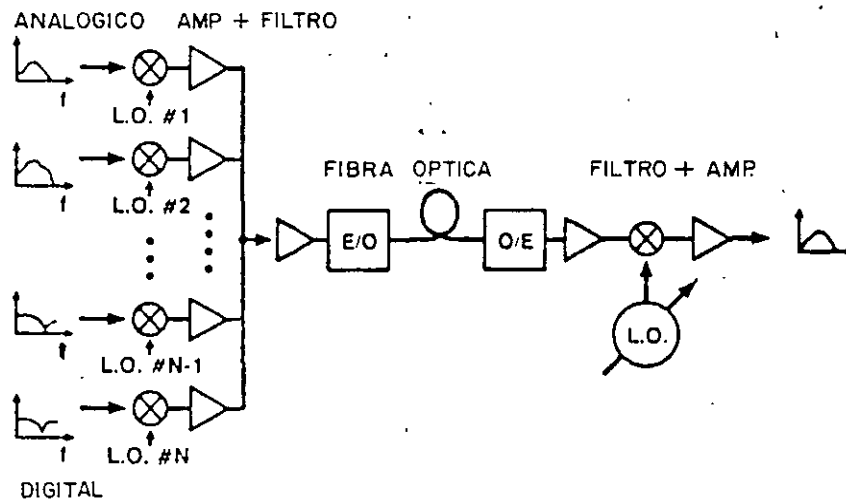 ANALOGICO AMP + FILTRO
f
L.O. #1
f
L.O. #2
FIBRA OPTICA
FILTRO + AMP.
E/O
O/E
L.O.
f
L.O. #N-1
f
L.O. #N
DIGITAL